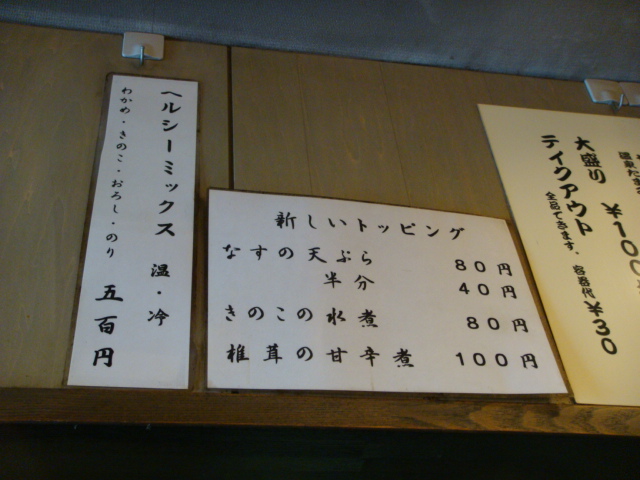 ヘルシーミックス 温・冷
わかめ・きのこ・おろし・のり 五百円
新しいトッピング
なすの天ぷら 80円
半分 40円
きのこの水煮 80円
椎茸の甘辛煮 100円
温泉たま
大盛り ¥100
テイクアウト
全品できます。容器代 ¥30